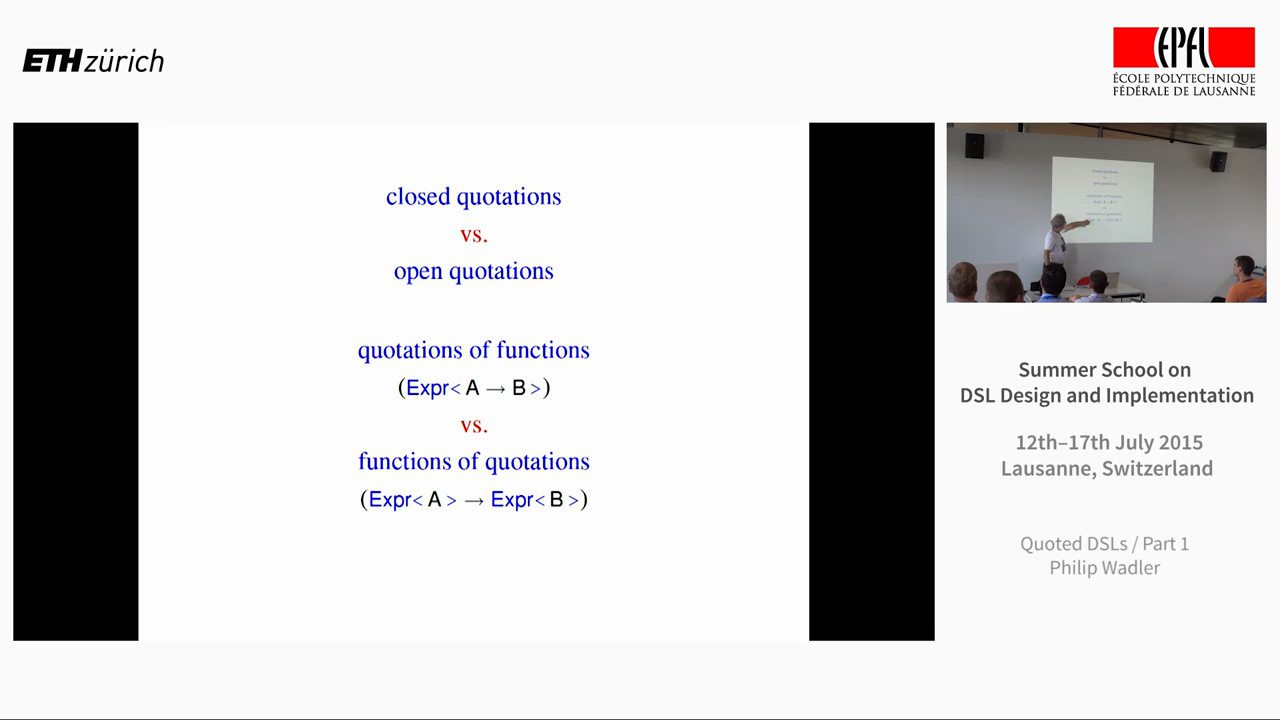 ETH zürich
EPFL
ÉCOLE POLYTECHNIQUE
FÉDÉRALE DE LAUSANNE
closed quotations
vs.
open quotations
quotations of functions
(Expr< A → B >)
vs.
functions of quotations
(Expr< A > → Expr< B >)
Summer School on
DSL Design and Implementation
12th–17th July 2015
Lausanne, Switzerland
Quoted DSLs / Part 1
Philip Wadler